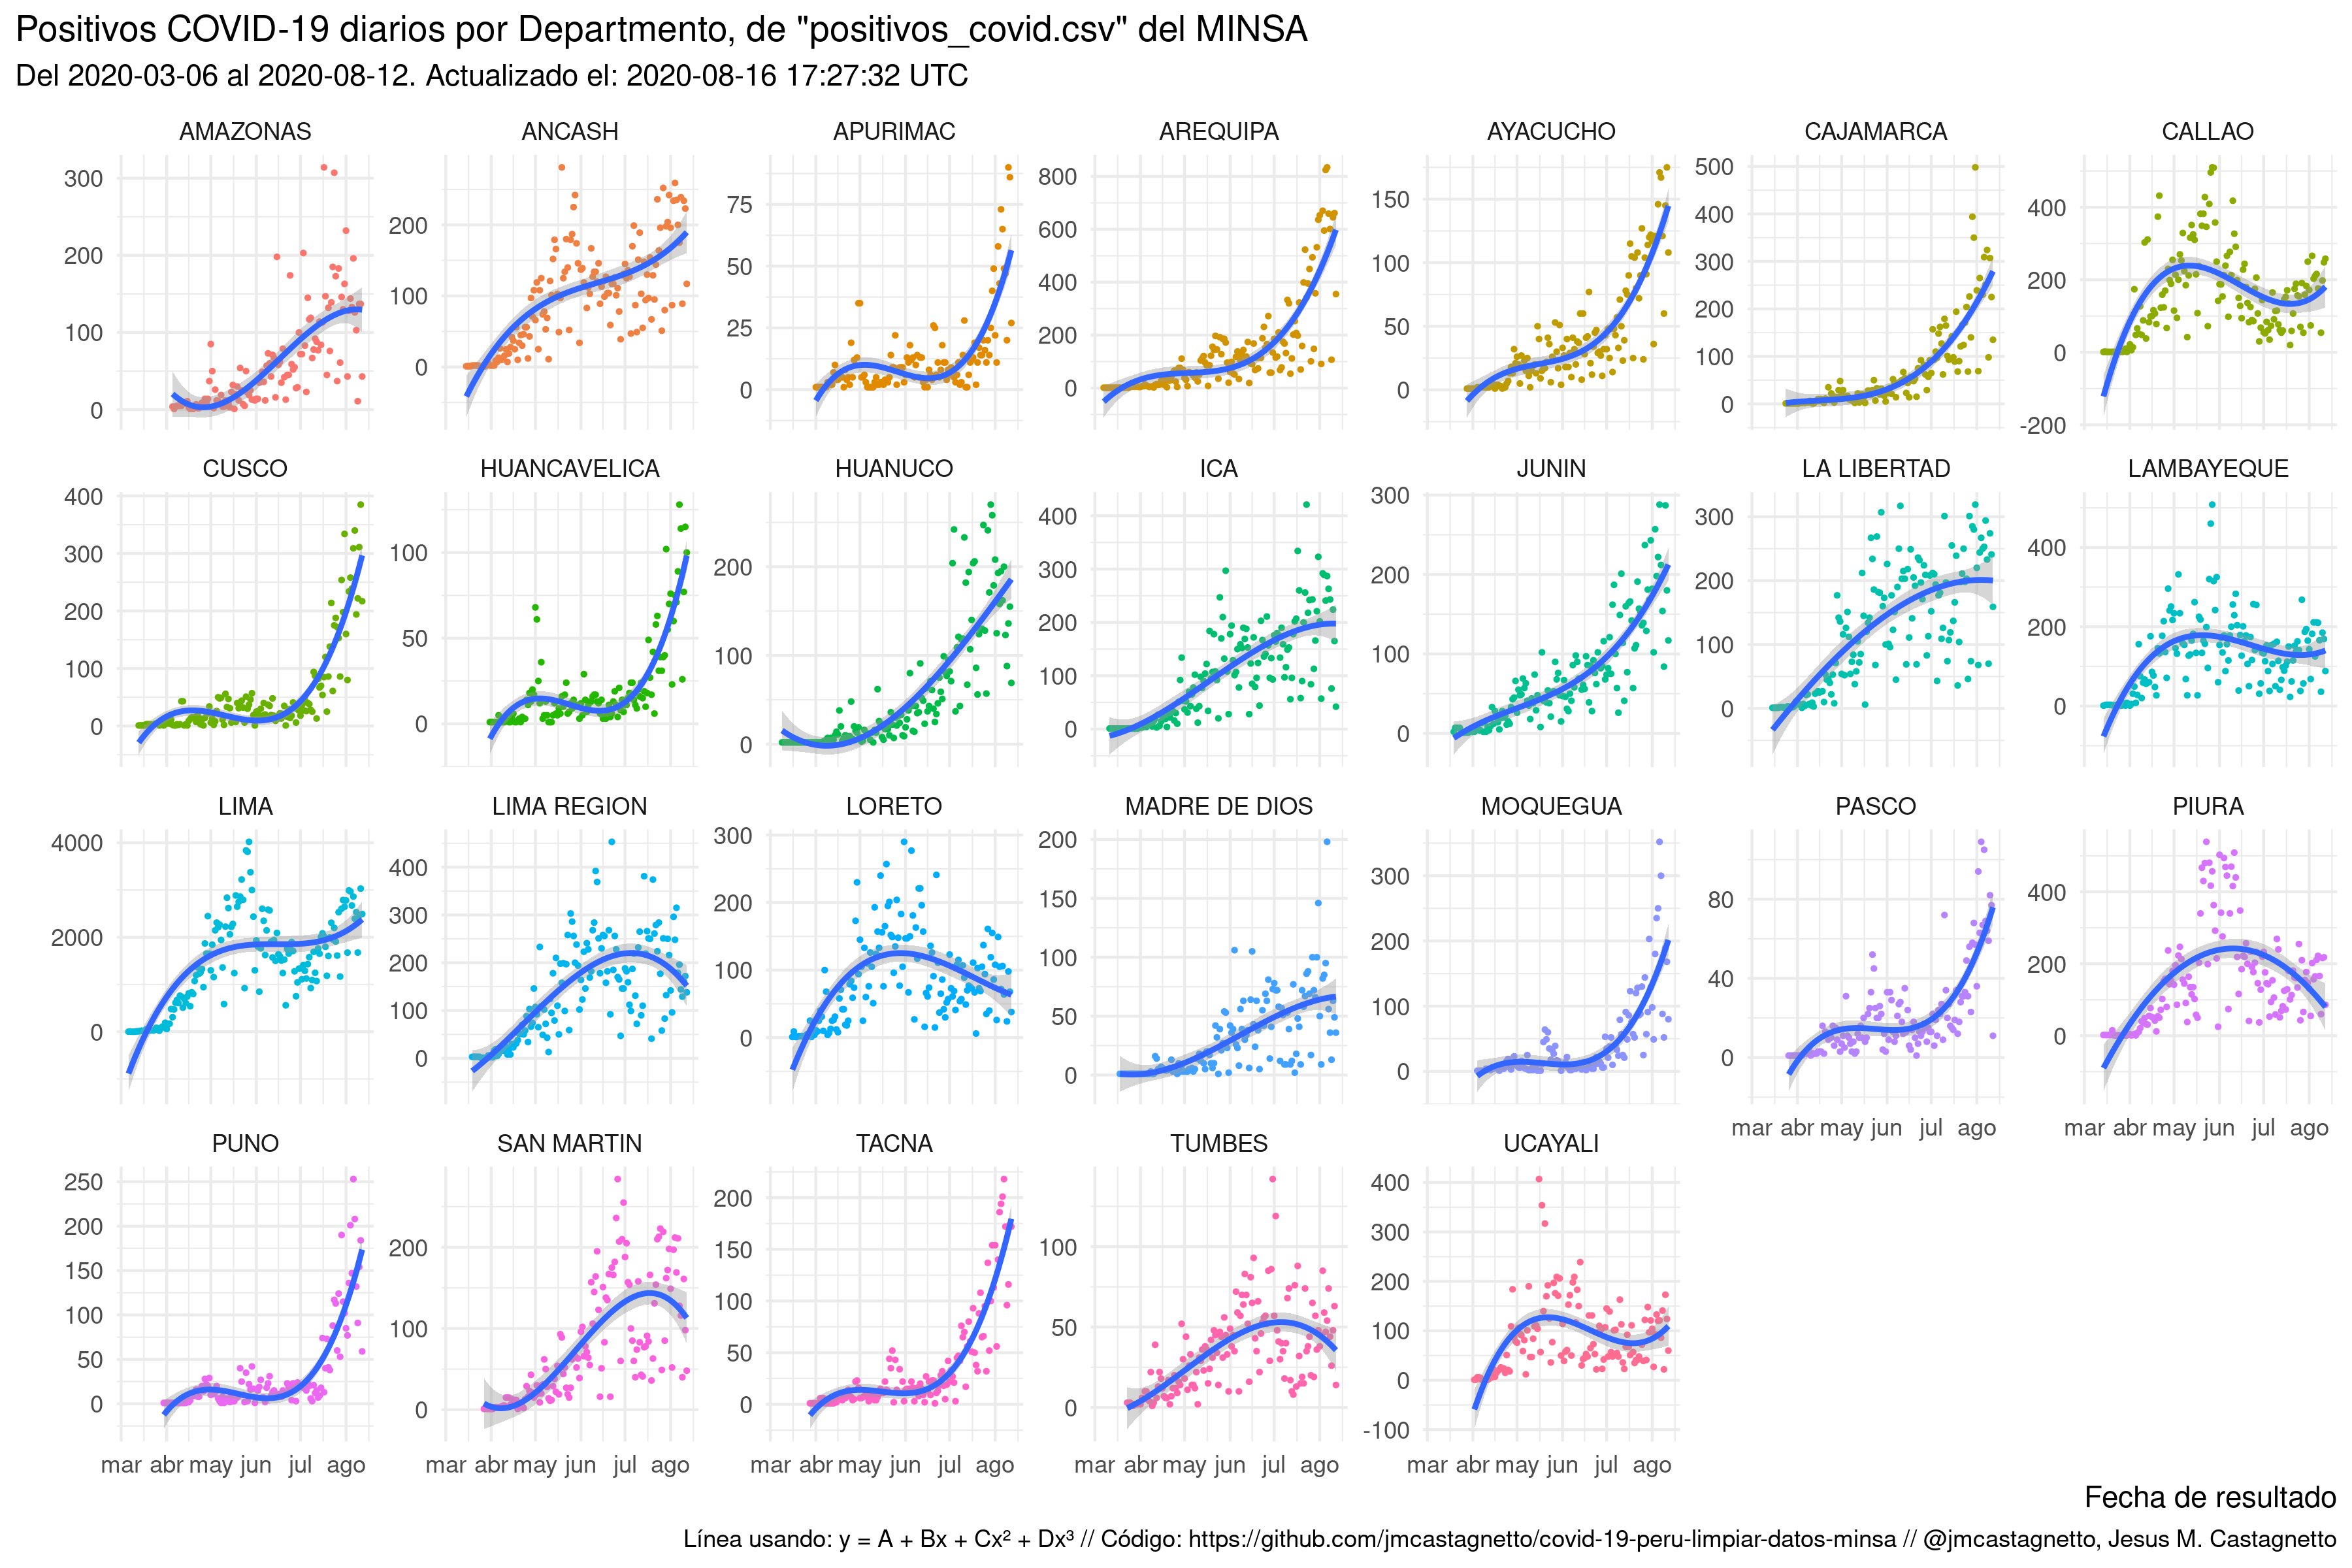 Positivos COVID-19 diarios por Departmento, de "positivos_covid.csv" del MINSA
Del 2020-03-06 al 2020-08-12. Actualizado el: 2020-08-16 17:27:32 UTC
AMAZONAS ANCASH APURIMAC AREQUIPA AYACUCHO CAJAMARCA CALLAO
300 200 100 0
200 100 0
75 50 25 0
800 600 400 200 0
150 100 50 0
500 400 300 200 100 0
400 200 0 -200
CUSCO HUANCAVELICA HUANUCO ICA JUNIN LA LIBERTAD LAMBAYEQUE
400 300 200 100 0
100 50 0
200 100 0
400 300 200 100 0
300 200 100 0
300 200 100 0
400 200 0
LIMA LIMA REGION LORETO MADRE DE DIOS MOQUEGUA PASCO PIURA
4000 2000 0
400 300 200 100 0
300 200 100 0
200 150 100 50 0
300 200 100 0
80 40 0
400 200 0
mar abr may jun jul ago
mar abr may jun jul ago
PUNO SAN MARTIN TACNA TUMBES UCAYALI
250 200 150 100 50 0
200 100 0
200 150 100 50 0
100 50 0
400 300 200 100 0 -100
mar abr may jun jul ago
mar abr may jun jul ago
mar abr may jun jul ago
mar abr may jun jul ago
mar abr may jun jul ago
Fecha de resultado
Línea usando: y = A + Bx + Cx² + Dx³ // Código: https://github.com/jmcastagnetto/covid-19-peru-limpiar-datos-minsa // @jmcastagnetto, Jesus M. Castagnetto